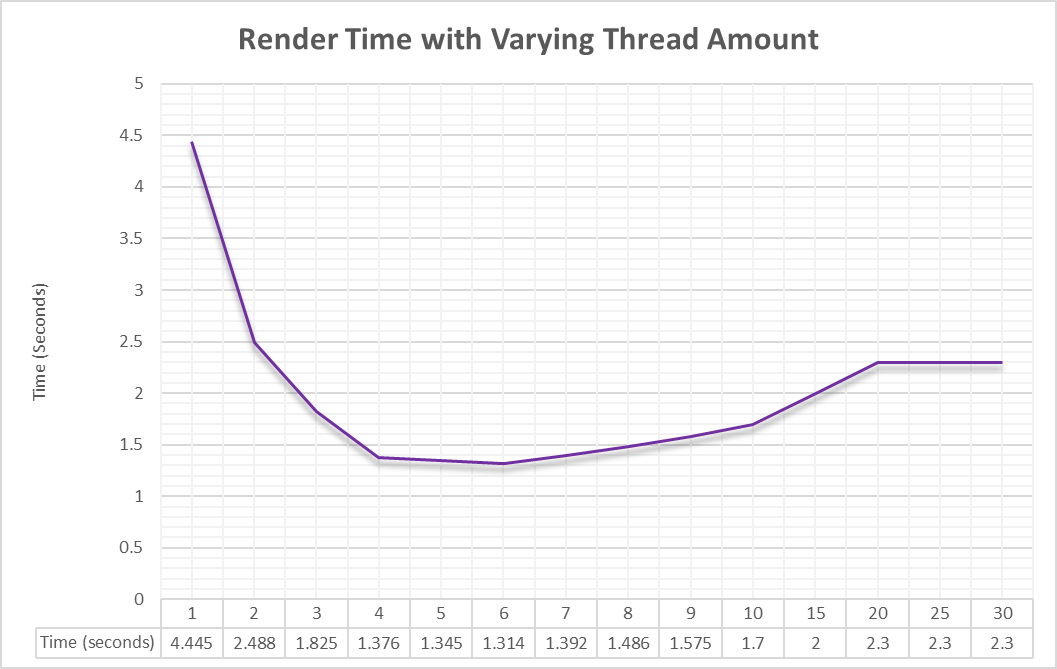 Render Time with Varying Thread Amount
5
4.5
4
3.5
3
2.5
2
1.5
1
0.5
0
Time (Seconds)
1 2 3 4 5 6 7 8 9 10 15 20 25 30
Time (seconds) 4.445 2.488 1.825 1.376 1.345 1.314 1.392 1.486 1.575 1.7 2 2.3 2.3 2.3